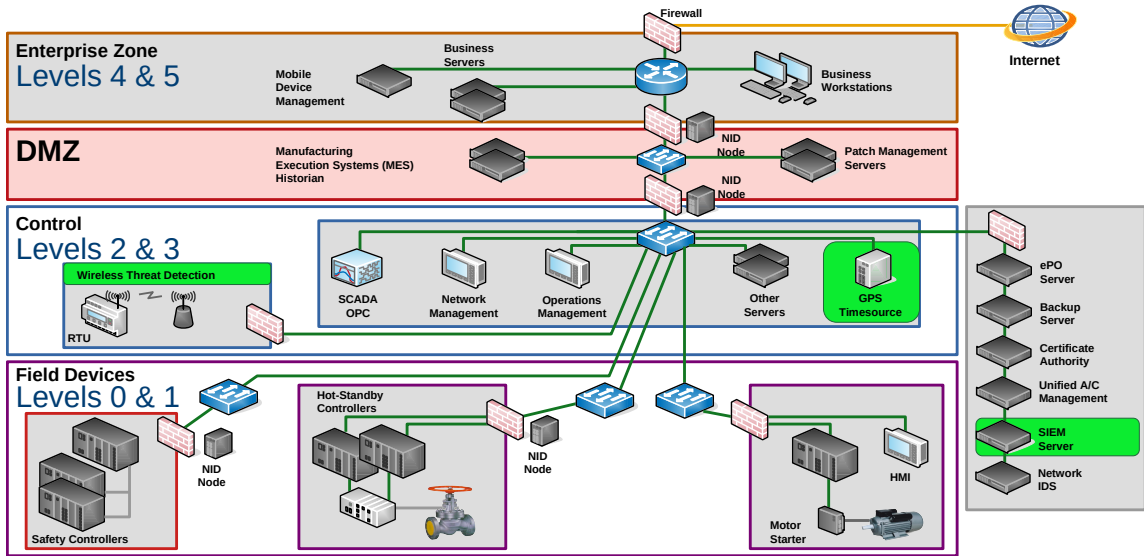 Firewall
Internet
Enterprise Zone
Levels 4 & 5
Mobile
Device
Management
Business
Servers
Business
Workstations
DMZ
Manufacturing
Execution Systems (MES)
Historian
NID
Node
Patch Management
Servers
NID
Node
Control
Levels 2 & 3
Wireless Threat Detection
RTU
SCADA
OPC
Network
Management
Operations
Management
Other
Servers
GPS
Timesource
ePO
Server
Backup
Server
Certificate
Authority
Unified A/C
Management
SIEM
Server
Network
IDS
Field Devices
Levels 0 & 1
Safety Controllers
NID
Node
Hot-Standby
Controllers
NID
Node
HMI
Motor
Starter